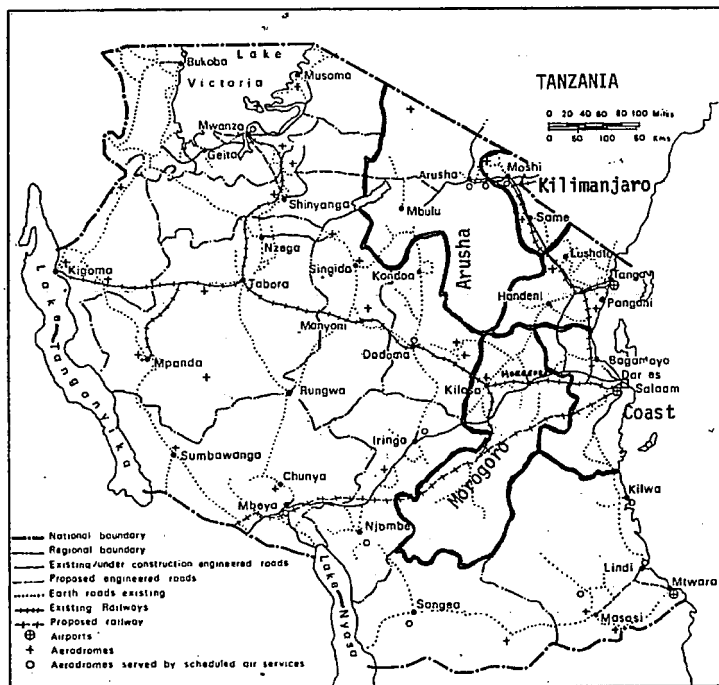 Lake
Bukoba
Victoria
Musoma
TANZANIA
0 20 40 60 80 100 Miles
0 50 100 50 Kms
Mwanza
Geita
Arusha
Moshi
Kilimanjaro
Shinyanga
Mbulu
Same
Arusha
Nzega
Singida
Kondoa
Lushoto
Kigoma
Tabora
Tanga
Handeni
Pangani
Manyoni
Lake Tanganyika
Mpanda
Dodoma
Bagamoyo
Dar es
Salaam
Kilosa
Rungwa
Coast
Iringa
Sumbawanga
Morogoro
Chunya
Mbeya
Kilwa
Njombe
National boundary
Regional boundary
Existing/under construction engineered roads
Proposed engineered roads
Earth roads existing
Existing Railways
Proposed railway
Airports
Aerodromes
Aerodromes served by scheduled air services
Lake Nyasa
Lindi
Mtwara
Songea
Masasi